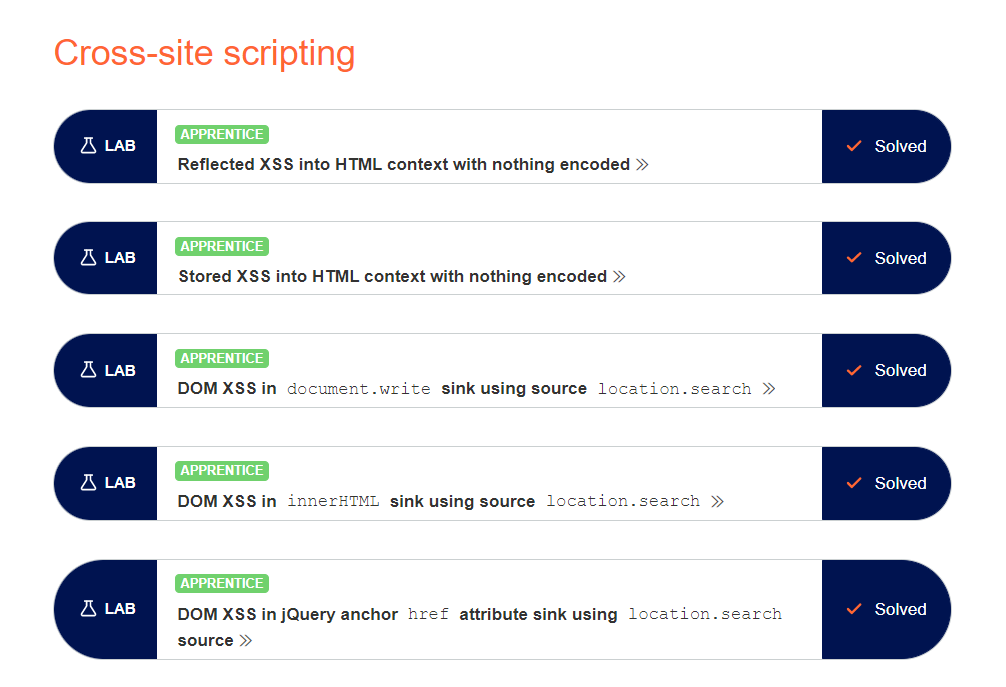 Cross-site scripting
APPRENTICE
LAB
Reflected XSS into HTML context with nothing encoded
Solved
APPRENTICE
LAB
Stored XSS into HTML context with nothing encoded
Solved
APPRENTICE
LAB
DOM XSS in document.write sink using source location.search
Solved
APPRENTICE
LAB
DOM XSS in innerHTML sink using source location.search
Solved
APPRENTICE
LAB
DOM XSS in jQuery anchor href attribute sink using location.search
source
Solved